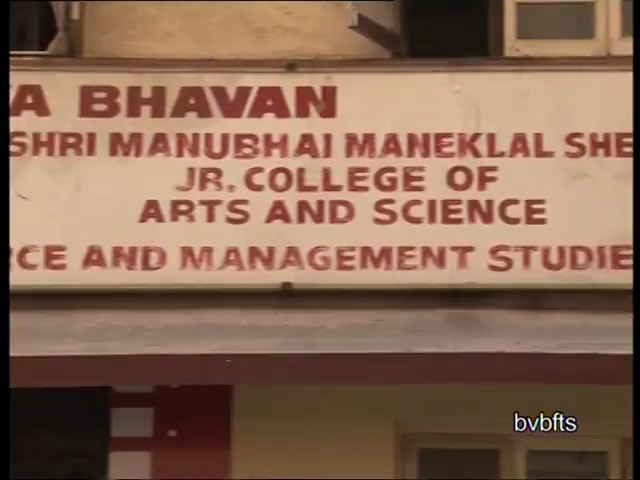 A BHAVAN
SHRI MANUBHAI MANEKLAL SHE
JR. COLLEGE OF
ARTS AND SCIENCE
CE AND MANAGEMENT STUDIE
bvbfts